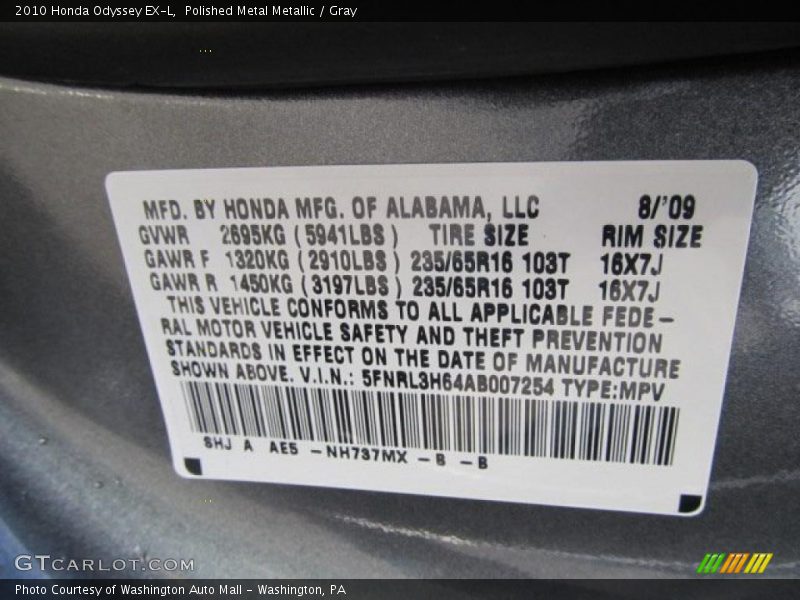 2010 Honda Odyssey EX-L, Polished Metal Metallic / Gray
MFD. BY HONDA MFG. OF ALABAMA, LLC 8/'09
GVWR 2695KG (5941LBS) TIRE SIZE RIM SIZE
GAWR F 1320KG (2910LBS) 235/65R16 103T 16X7J
GAWR R 1450KG (3197LBS) 235/65R16 103T 16X7J
THIS VEHICLE CONFORMS TO ALL APPLICABLE FEDE-
RAL MOTOR VEHICLE SAFETY AND THEFT PREVENTION
STANDARDS IN EFFECT ON THE DATE OF MANUFACTURE
SHOWN ABOVE. V.I.N.: 5FNRL3H64AB007254 TYPE:MPV
SHJ A AE5 -NH737MX -B -B
GTCARLOT.COM
Photo Courtesy of Washington Auto Mall - Washington, PA